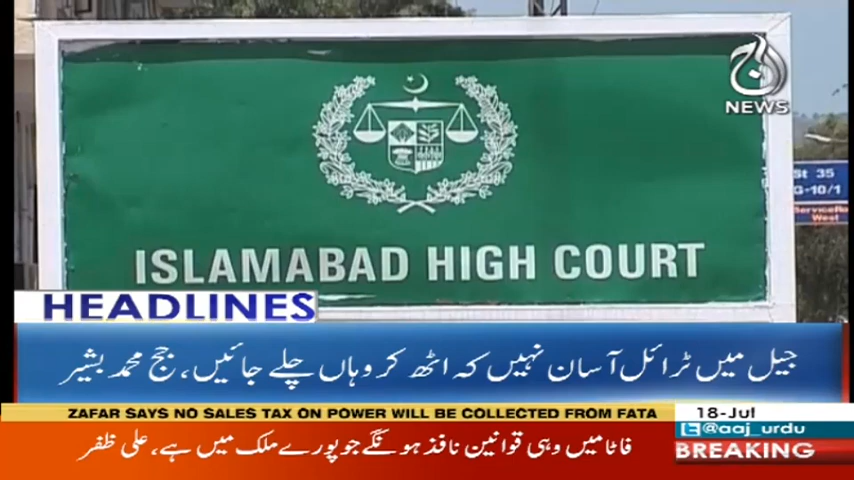 آج
NEWS
St 35
G-10/1
West
ISLAMABAD HIGH COURT
HEADLINES
جیل میں ٹرائل آسان نہیں کہ اٹھ کر وہاں چلے جائیں، جج محمد بشیر
ZAFAR SAYS NO SALES TAX ON POWER WILL BE COLLECTED FROM FATA
18-Jul
@aaj_urdu
فاٹا میں وہی قوانین نافذ ہونگے جو پورے ملک میں ہے، علی ظفر
BREAKING